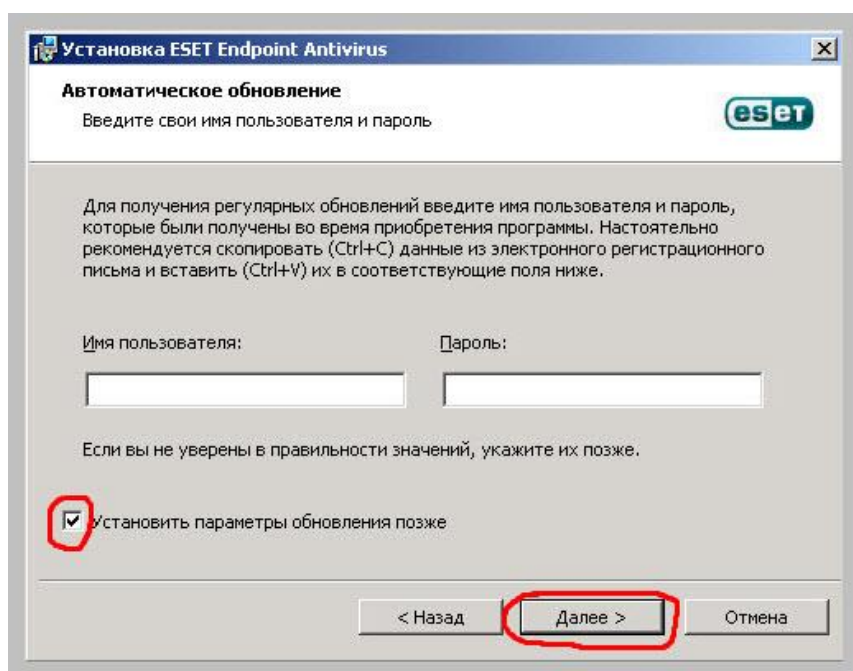 Установка ESET Endpoint Antivirus
Автоматическое обновление
Введите свои имя пользователя и пароль
eset
Для получения регулярных обновлений введите имя пользователя и пароль,
которые были получены во время приобретения программы. Настоятельно
рекомендуется скопировать (Ctrl+C) данные из электронного регистрационного
письма и вставить (Ctrl+V) их в соответствующие поля ниже.
Имя пользователя: Пароль:
Если вы не уверены в правильности значений, укажите их позже.
Установить параметры обновления позже
< Назад Далее > Отмена